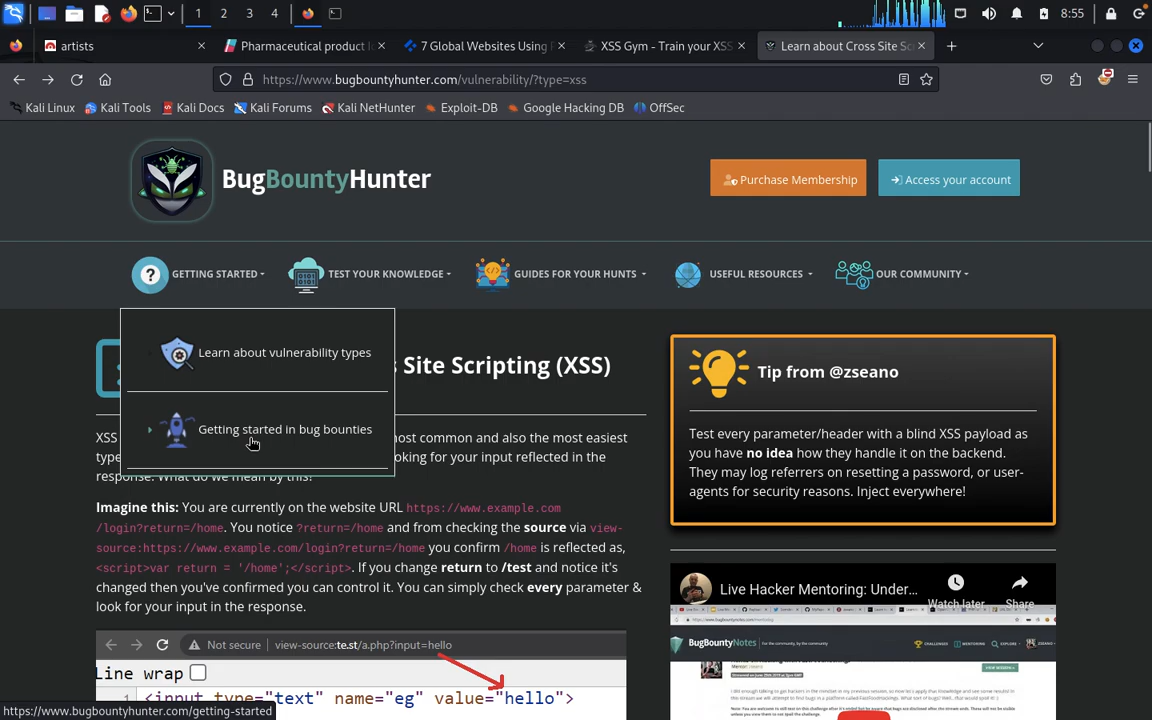 1 2 3 4 8:55
artists
Pharmaceutical product i
7 Global Websites Using
XSS Gym - Train your XSS
Learn about Cross Site Sc
https://www.bugbountyhunter.com/vulnerability/?type=xss
Kali Linux Kali Tools Kali Docs Kali Forums Kali NetHunter Exploit-DB Google Hacking DB OffSec
BugBountyHunter
Purchase Membership Access your account
? GETTING STARTED TEST YOUR KNOWLEDGE GUIDES FOR YOUR HUNTS USEFUL RESOURCES OUR COMMUNITY
Learn about vulnerability types
Getting started in bug bounties
Site Scripting (XSS)
XSS
most common and also the most easiest
type
oking for your input reflected in the
response. What do we mean by this?
Imagine this: You are currently on the website URL https://www.example.com
/login?return=/home. You notice ?return=/home and from checking the source via view-
source:https://www.example.com/login?return=/home you confirm /home is reflected as,
<script>var return = '/home';</script>. If you change return to /test and notice it's
changed then you've confirmed you can control it. You can simply check every parameter &
look for your input in the response.
Not secure view-source:te.st/a.php?input=hello
Line wrap
1 <input type="text" name="eg" value="hello">
Tip from @zseano
Test every parameter/header with a blind XSS payload as
you have no idea how they handle it on the backend.
They may log referrers on resetting a password, or user-
agents for security reasons. Inject everywhere!
Live Hacker Mentoring: Under...
Watch later Share
BugBountyNotes
https://www.bugbountyhunter.com/getting-started